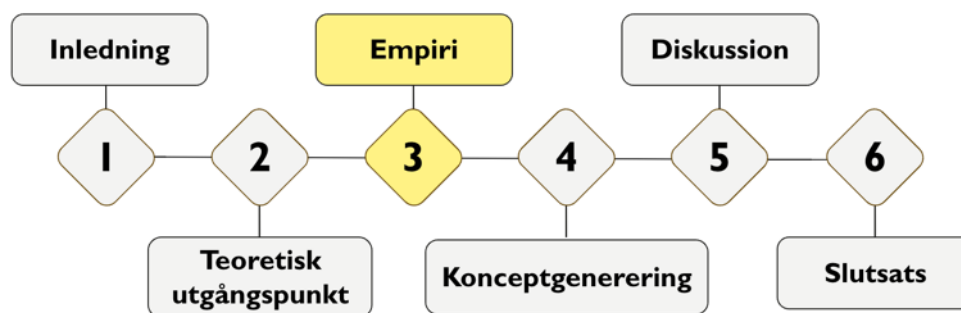 Inledning
Empiri
Diskussion
1
2
3
4
5
6
Teoretisk
utgångspunkt
Konceptgenerering
Slutsats